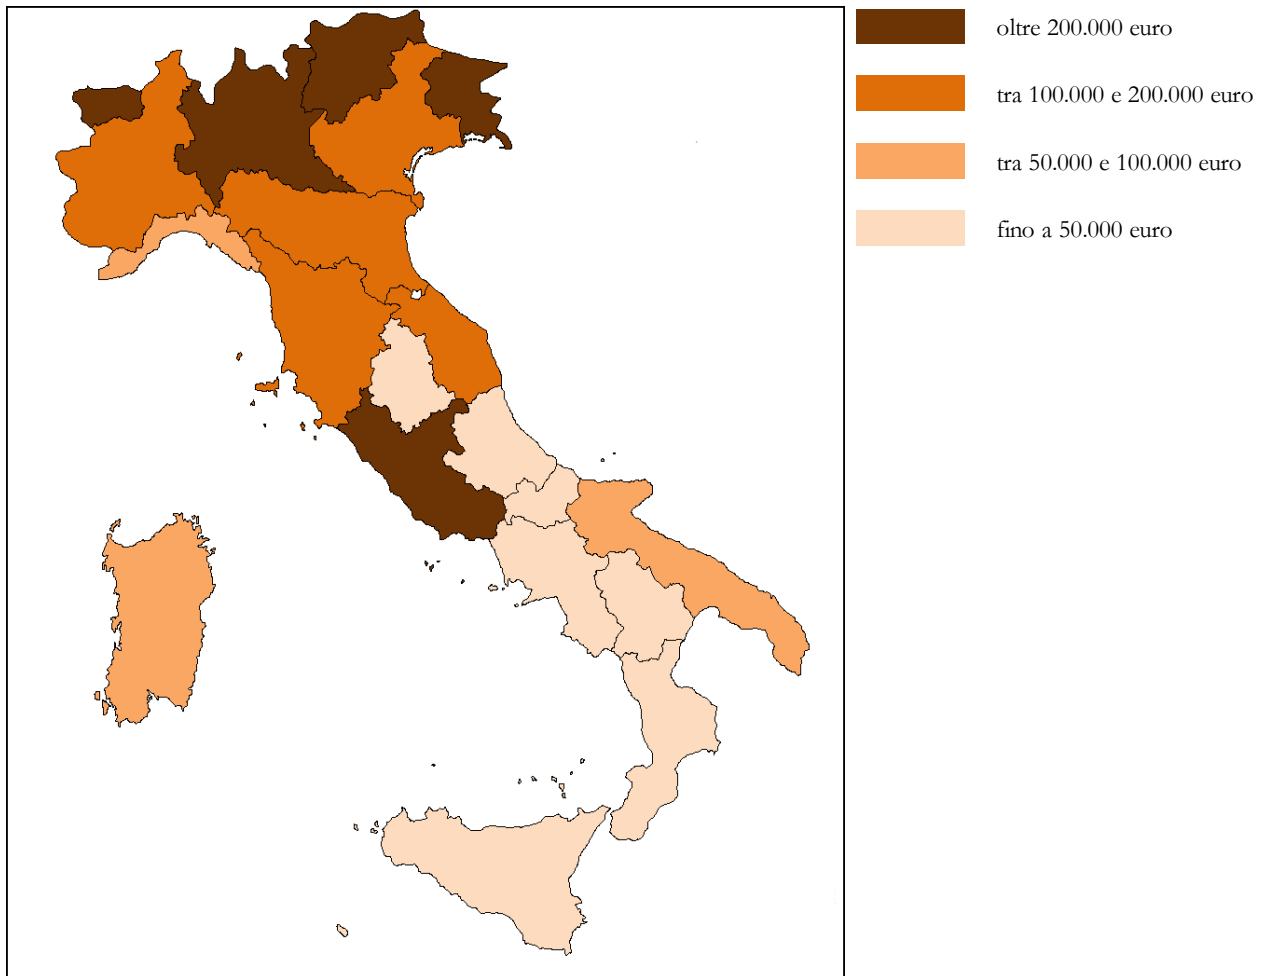 oltre 200.000 euro
tra 100.000 e 200.000 euro
tra 50.000 e 100.000 euro
fino a 50.000 euro